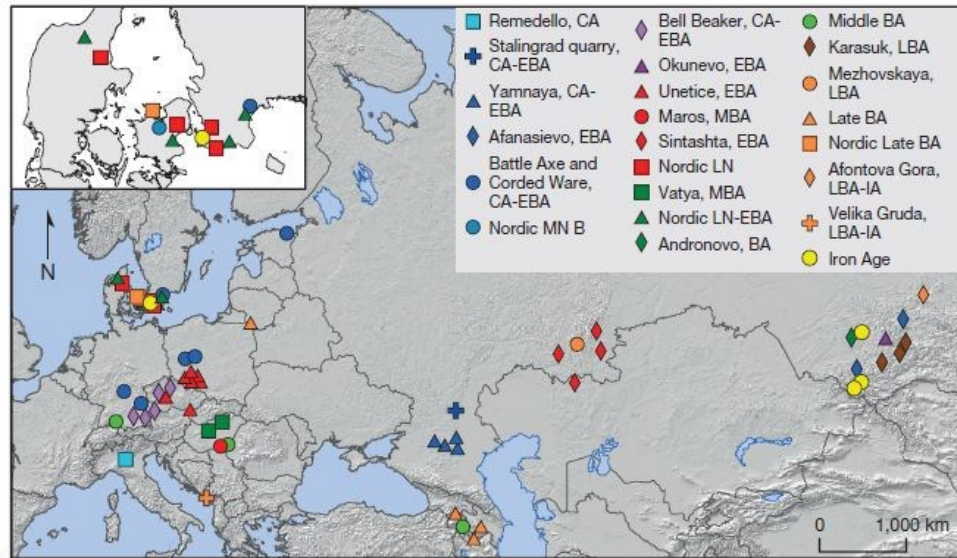 Remedello, CA
Stalingrad quarry,
CA-EBA
Yamnaya, CA-
EBA
Afanasievo, EBA
Battle Axe and
Corded Ware,
CA-EBA
Nordic MN B
Bell Beaker, CA-
EBA
Okunevo, EBA
Unetice, EBA
Maros, MBA
Sintashta, EBA
Nordic LN
Vatya, MBA
Nordic LN-EBA
Andronovo, BA
Middle BA
Karasuk, LBA
Mezhovskaya,
LBA
Late BA
Nordic Late BA
Afontova Gora,
LBA-IA
Velika Gruda,
LBA-IA
Iron Age
N
0 1,000 km